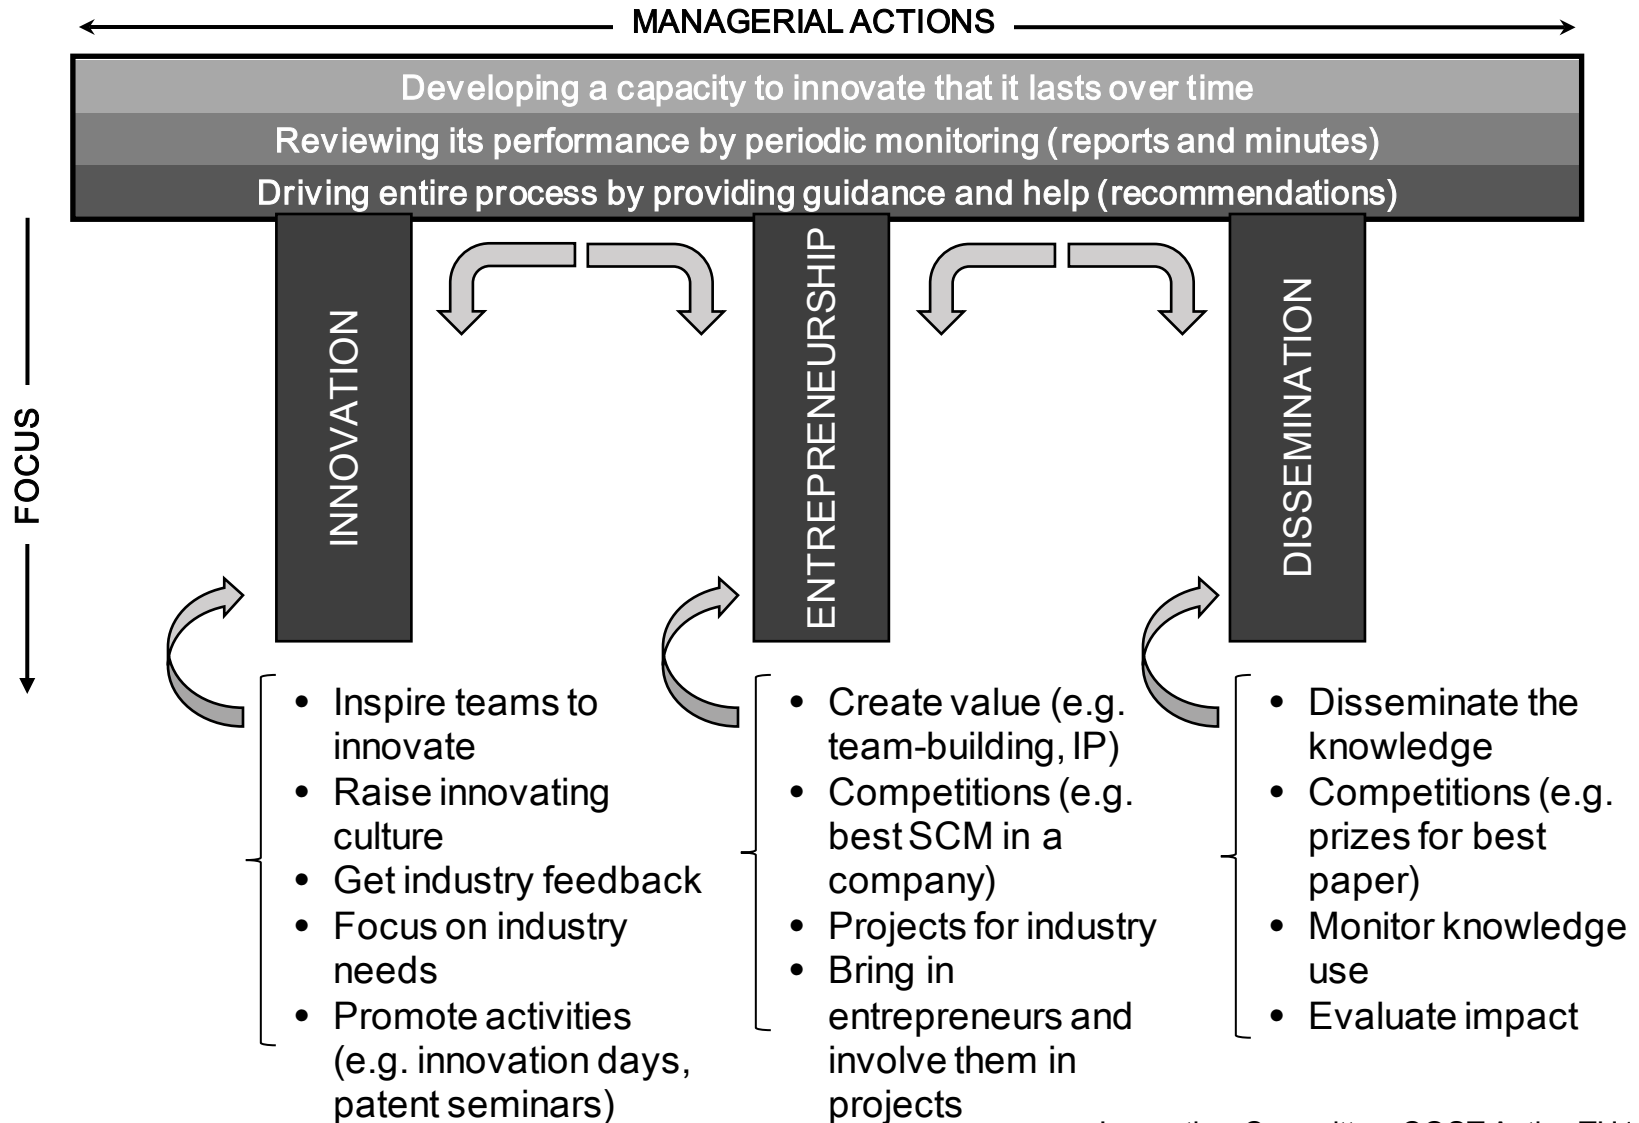 MANAGERIAL ACTIONS
Developing a capacity to innovate that it lasts over time
Reviewing its performance by periodic monitoring (reports and minutes)
Driving entire process by providing guidance and help (recommendations)
FOCUS
INNOVATION
ENTREPRENEURSHIP
DISSEMINATION
• Inspire teams to
innovate
• Raise innovating
culture
• Get industry feedback
• Focus on industry
needs
• Promote activities
(e.g. innovation days,
patent seminars)
• Create value (e.g.
team-building, IP)
• Competitions (e.g.
best SCM in a
company)
• Projects for industry
• Bring in
entrepreneurs and
involve them in
projects
• Disseminate the
knowledge
• Competitions (e.g.
prizes for best
paper)
• Monitor knowledge
use
• Evaluate impact